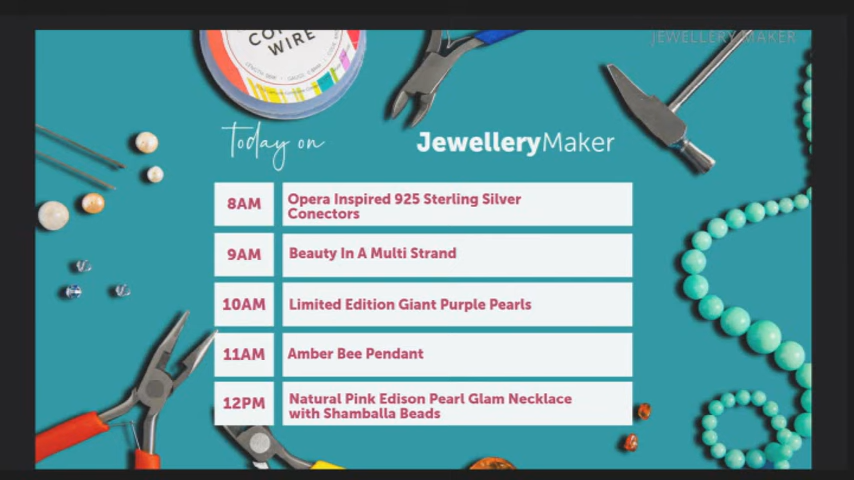 JEWELLERY MAKER
WIRE
today on
JewelleryMaker
8AM
Opera Inspired 925 Sterling Silver
Conectors
9AM
Beauty In A Multi Strand
10AM
Limited Edition Giant Purple Pearls
11AM
Amber Bee Pendant
12PM
Natural Pink Edison Pearl Glam Necklace
with Shamballa Beads